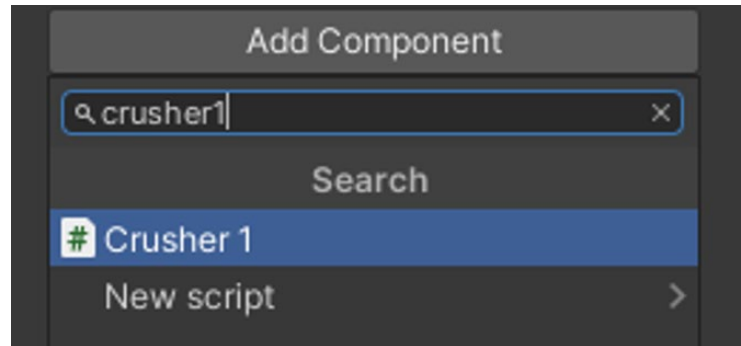 Add Component
crusher1
Search
# Crusher 1
New script